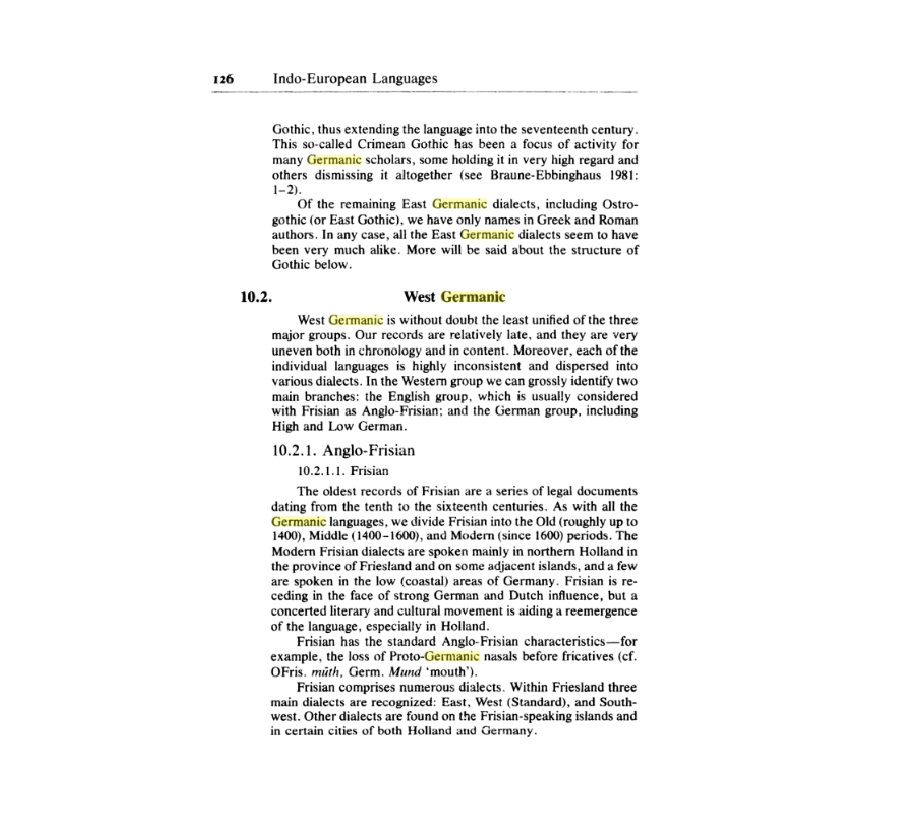 126 Indo-European Languages
Gothic, thus extending the language into the seventeenth century.
This so-called Crimean Gothic has been a focus of activity for
many Germanic scholars, some holding it in very high regard and
others dismissing it altogether (see Braune-Ebbinghaus 1981:
1–2).
Of the remaining East Germanic dialects, including Ostro-
gothic (or East Gothic), we have only names in Greek and Roman
authors. In any case, all the East Germanic dialects seem to have
been very much alike. More will be said about the structure of
Gothic below.
10.2. West Germanic
West Germanic is without doubt the least unified of the three
major groups. Our records are relatively late, and they are very
uneven both in chronology and in content. Moreover, each of the
individual languages is highly inconsistent and dispersed into
various dialects. In the Western group we can grossly identify two
main branches: the English group, which is usually considered
with Frisian as Anglo-Frisian; and the German group, including
High and Low German.
10.2.1. Anglo-Frisian
10.2.1.1. Frisian
The oldest records of Frisian are a series of legal documents
dating from the tenth to the sixteenth centuries. As with all the
Germanic languages, we divide Frisian into the Old (roughly up to
1400), Middle (1400–1600), and Modern (since 1600) periods. The
Modern Frisian dialects are spoken mainly in northern Holland in
the province of Friesland and on some adjacent islands, and a few
are spoken in the low (coastal) areas of Germany. Frisian is re-
ceding in the face of strong German and Dutch influence, but a
concerted literary and cultural movement is aiding a reemergence
of the language, especially in Holland.
Frisian has the standard Anglo-Frisian characteristics—for
example, the loss of Proto-Germanic nasals before fricatives (cf.
OFris. mūth, Germ. Mund 'mouth').
Frisian comprises numerous dialects. Within Friesland three
main dialects are recognized: East, West (Standard), and South-
west. Other dialects are found on the Frisian-speaking islands and
in certain cities of both Holland and Germany.